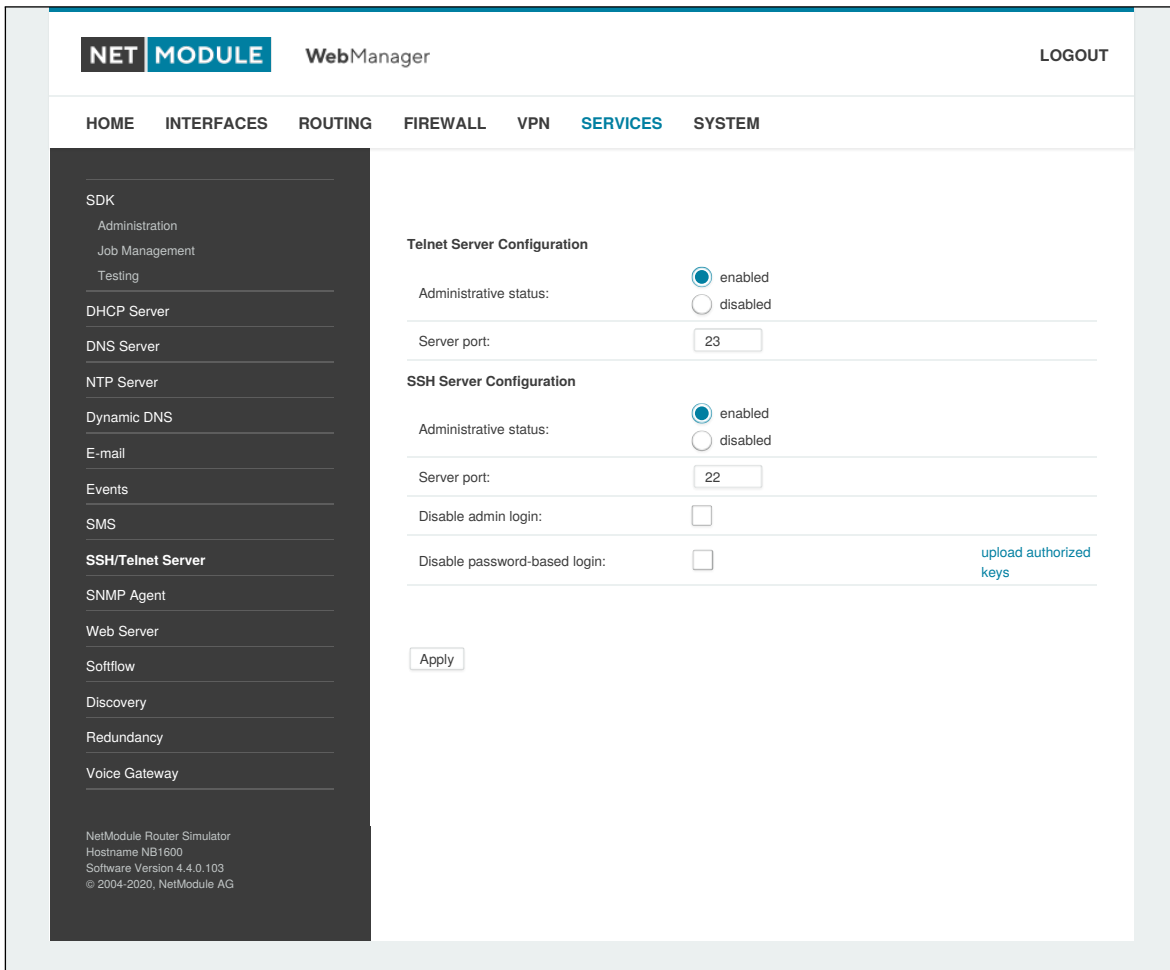 NET MODULE WebManager LOGOUT
HOME INTERFACES ROUTING FIREWALL VPN SERVICES SYSTEM
SDK
Administration
Job Management
Testing
DHCP Server
DNS Server
NTP Server
Dynamic DNS
E-mail
Events
SMS
SSH/Telnet Server
SNMP Agent
Web Server
Softflow
Discovery
Redundancy
Voice Gateway
NetModule Router Simulator
Hostname NB1600
Software Version 4.4.0.103
© 2004-2020, NetModule AG
Telnet Server Configuration
Administrative status:
enabled
disabled
Server port: 23
SSH Server Configuration
Administrative status:
enabled
disabled
Server port: 22
Disable admin login:
Disable password-based login:
upload authorized
keys
Apply